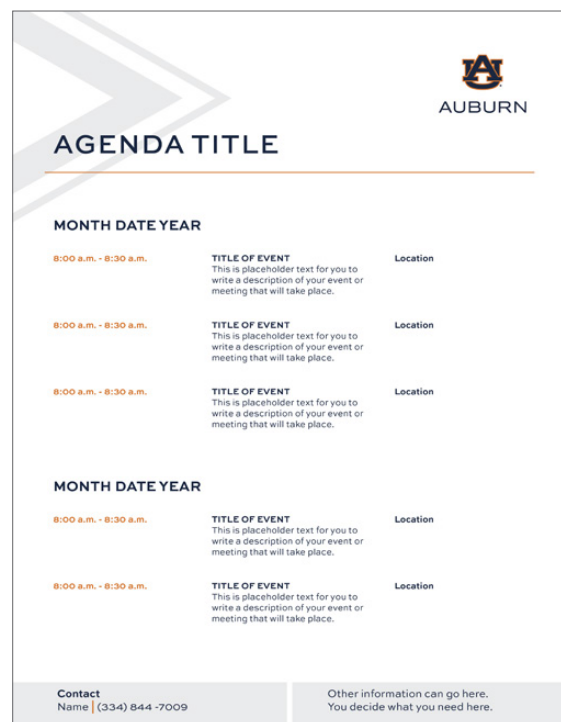 AU
AUBURN
AGENDA TITLE
MONTH DATE YEAR
8:00 a.m. - 8:30 a.m. TITLE OF EVENT Location
This is placeholder text for you to
write a description of your event or
meeting that will take place.
8:00 a.m. - 8:30 a.m. TITLE OF EVENT Location
This is placeholder text for you to
write a description of your event or
meeting that will take place.
8:00 a.m. - 8:30 a.m. TITLE OF EVENT Location
This is placeholder text for you to
write a description of your event or
meeting that will take place.
MONTH DATE YEAR
8:00 a.m. - 8:30 a.m. TITLE OF EVENT Location
This is placeholder text for you to
write a description of your event or
meeting that will take place.
8:00 a.m. - 8:30 a.m. TITLE OF EVENT Location
This is placeholder text for you to
write a description of your event or
meeting that will take place.
Contact
Name | (334) 844 -7009
Other information can go here.
You decide what you need here.